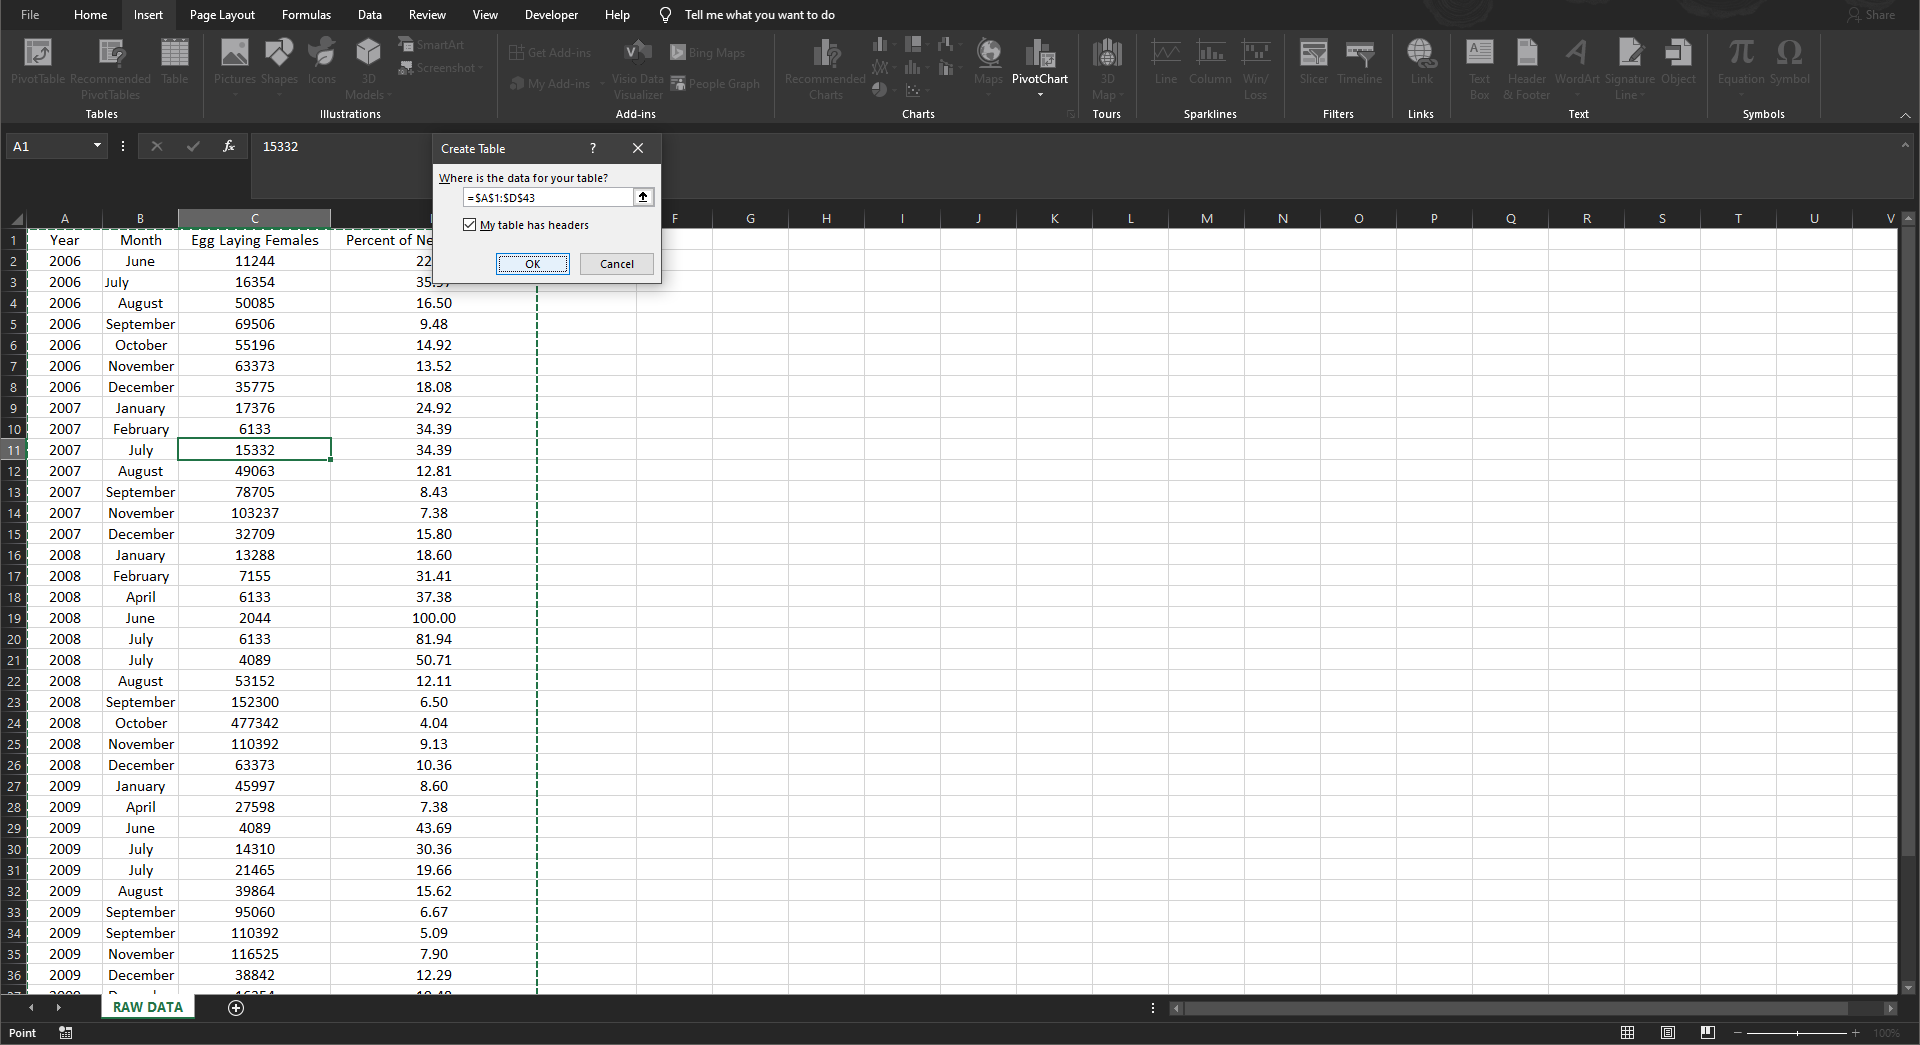 File Home Insert Page Layout Formulas Data Review View Developer Help Tell me what you want to do Share
PivotTable Recommended PivotTables Table
Pictures Shapes Icons 3D Models SmartArt Screenshot
Get Add-ins My Add-ins Visio Data Visualizer Bing Maps People Graph
Recommended Charts Maps PivotChart
3D Map Line Column Win/ Loss Slicer Timeline Link
Text Box Header & Footer WordArt Signature Line Object Equation Symbol
Tables Illustrations Add-ins Charts Tours Sparklines Filters Links Text Symbols
A1 fx 15332
Create Table ? ×
Where is the data for your table?
=$A$1:$D$43
My table has headers
OK Cancel
A B C F G H I J K L M N O P Q R S T U V
1 Year Month Egg Laying Females Percent of Ne
2 2006 June 11244 22.
3 2006 July 16354
4 2006 August 50085 16.50
5 2006 September 69506 9.48
6 2006 October 55196 14.92
7 2006 November 63373 13.52
8 2006 December 35775 18.08
9 2007 January 17376 24.92
10 2007 February 6133 34.39
11 2007 July 15332 34.39
12 2007 August 49063 12.81
13 2007 September 78705 8.43
14 2007 November 103237 7.38
15 2007 December 32709 15.80
16 2008 January 13288 18.60
17 2008 February 7155 31.41
18 2008 April 6133 37.38
19 2008 June 2044 100.00
20 2008 July 6133 81.94
21 2008 July 4089 50.71
22 2008 August 53152 12.11
23 2008 September 152300 6.50
24 2008 October 477342 4.04
25 2008 November 110392 9.13
26 2008 December 63373 10.36
27 2009 January 45997 8.60
28 2009 April 27598 7.38
29 2009 June 4089 43.69
30 2009 July 14310 30.36
31 2009 July 21465 19.66
32 2009 August 39864 15.62
33 2009 September 95060 6.67
34 2009 September 110392 5.09
35 2009 November 116525 7.90
36 2009 December 38842 12.29
RAW DATA
Point 100%